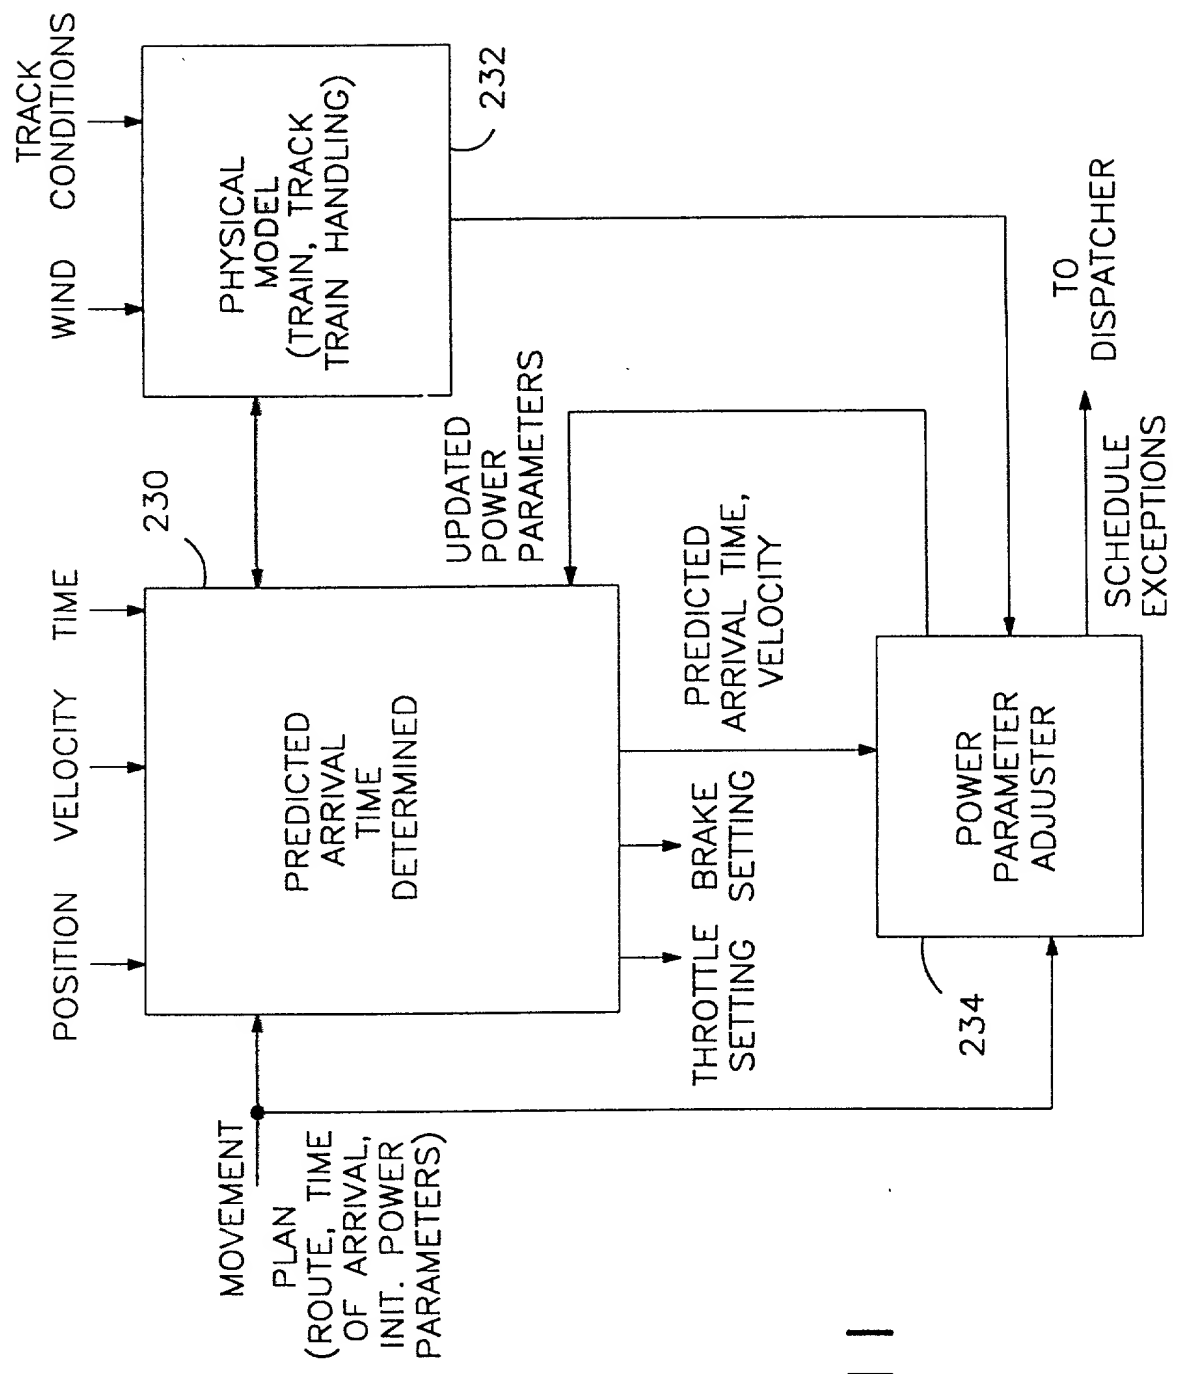 TRACK
WIND CONDITIONS
PHYSICAL
MODEL
(TRAIN, TRACK
TRAIN HANDLING)
232
POSITION VELOCITY TIME
230
PREDICTED
ARRIVAL
TIME
DETERMINED
MOVEMENT
PLAN
(ROUTE, TIME
OF ARRIVAL,
INIT. POWER
PARAMETERS)
UPDATED
POWER
PARAMETERS
THROTTLE
SETTING
BRAKE
SETTING
PREDICTED
ARRIVAL TIME,
VELOCITY
POWER
PARAMETER
ADJUSTER
234
SCHEDULE
EXCEPTIONS
TO
DISPATCHER